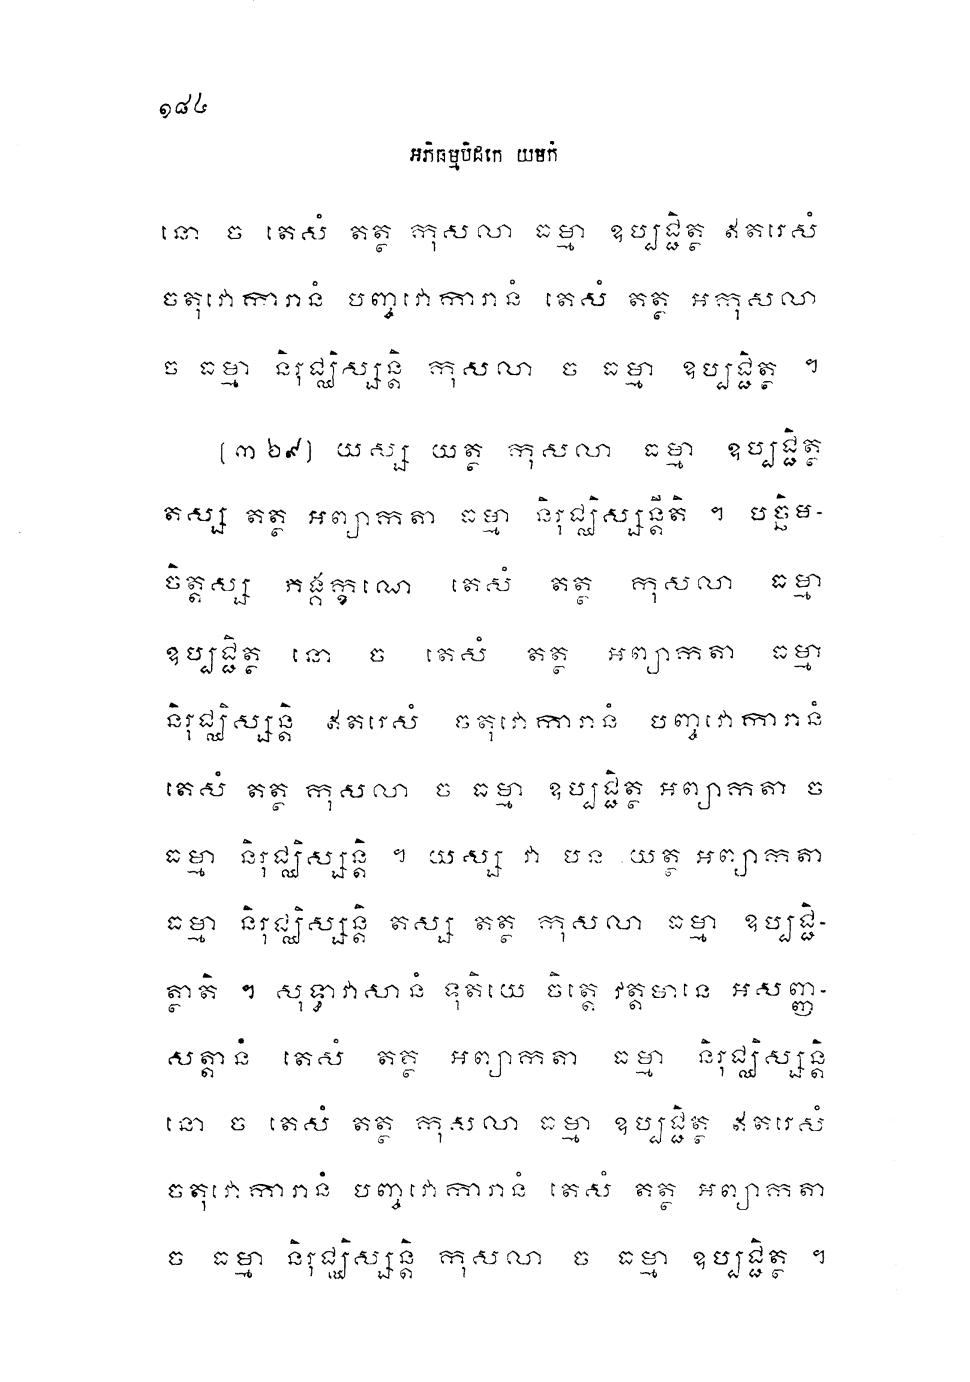 ១៨៤
អភិធម្មបិដកេ យមកំ
នោ ច តេសំ តត្ថ កុសលា ធម្មា ឧប្បជ្ជិត្ថ ឥតរេសំ
ចតុវោការានំ បញ្ចវោការានំ តេសំ តត្ថ អកុសលា
ច ធម្មា និរុជ្ឈិស្សន្តិ កុសលា ច ធម្មា ឧប្បជ្ជិត្ថ ។
(៣៦៩) យស្ស យត្ថ កុសលា ធម្មា ឧប្បជ្ជិត្ថ
តស្ស តត្ថ អព្យាកតា ធម្មា និរុជ្ឈិស្សន្តីតិ ។ បច្ឆិម-
ចិត្តស្ស ភង្គក្ខណេ តេសំ តត្ថ កុសលា ធម្មា
ឧប្បជ្ជិត្ថ នោ ច តេសំ តត្ថ អព្យាកតា ធម្មា
និរុជ្ឈិស្សន្តិ ឥតរេសំ ចតុវោការានំ បញ្ចវោការានំ
តេសំ តត្ថ កុសលា ច ធម្មា ឧប្បជ្ជិត្ថ អព្យាកតា ច
ធម្មា និរុជ្ឈិស្សន្តិ ។ យស្ស វា បន យត្ថ អព្យាកតា
ធម្មា និរុជ្ឈិស្សន្តិ តស្ស តត្ថ កុសលា ធម្មា ឧប្បជ្ជិ-
ត្ថាតិ ។ សុទ្ធាវាសានំ ទុតិយេ ចិត្តេ វត្តមានេ អសញ្ញ-
សត្តានំ តេសំ តត្ថ អព្យាកតា ធម្មា និរុជ្ឈិស្សន្តិ
នោ ច តេសំ តត្ថ កុសលា ធម្មា ឧប្បជ្ជិត្ថ ឥតរេសំ
ចតុវោការានំ បញ្ចវោការានំ តេសំ តត្ថ អព្យាកតា
ច ធម្មា និរុជ្ឈិស្សន្តិ កុសលា ច ធម្មា ឧប្បជ្ជិត្ថ ។